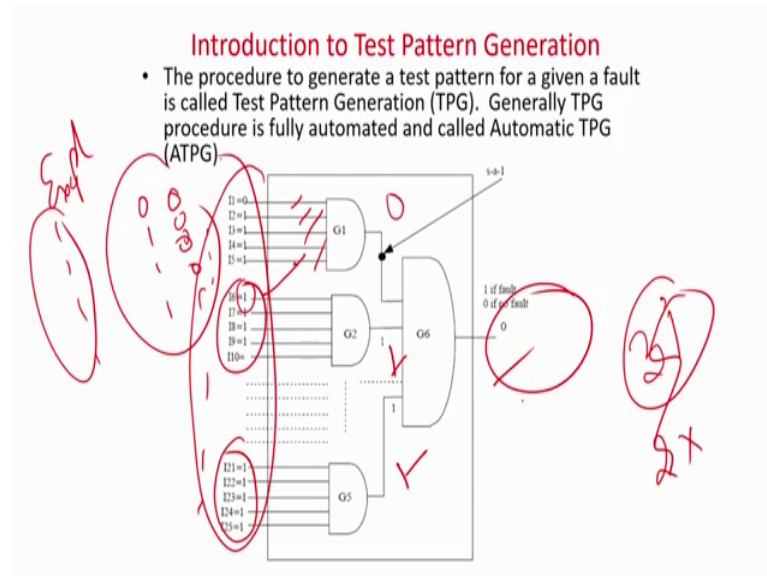 Introduction to Test Pattern Generation
• The procedure to generate a test pattern for a given a fault
is called Test Pattern Generation (TPG). Generally TPG
procedure is fully automated and called Automatic TPG
(ATPG)
s-a-1
I1=0
I2=1
I3=1
I4=1
I5=1
G1
0
I6=1
I7=1
I8=1
I9=1
I10=
G2
1
G6
1 if fault
0 if no fault
0
1
I21=1
I22=1
I23=1
I24=1
I25=1
G5